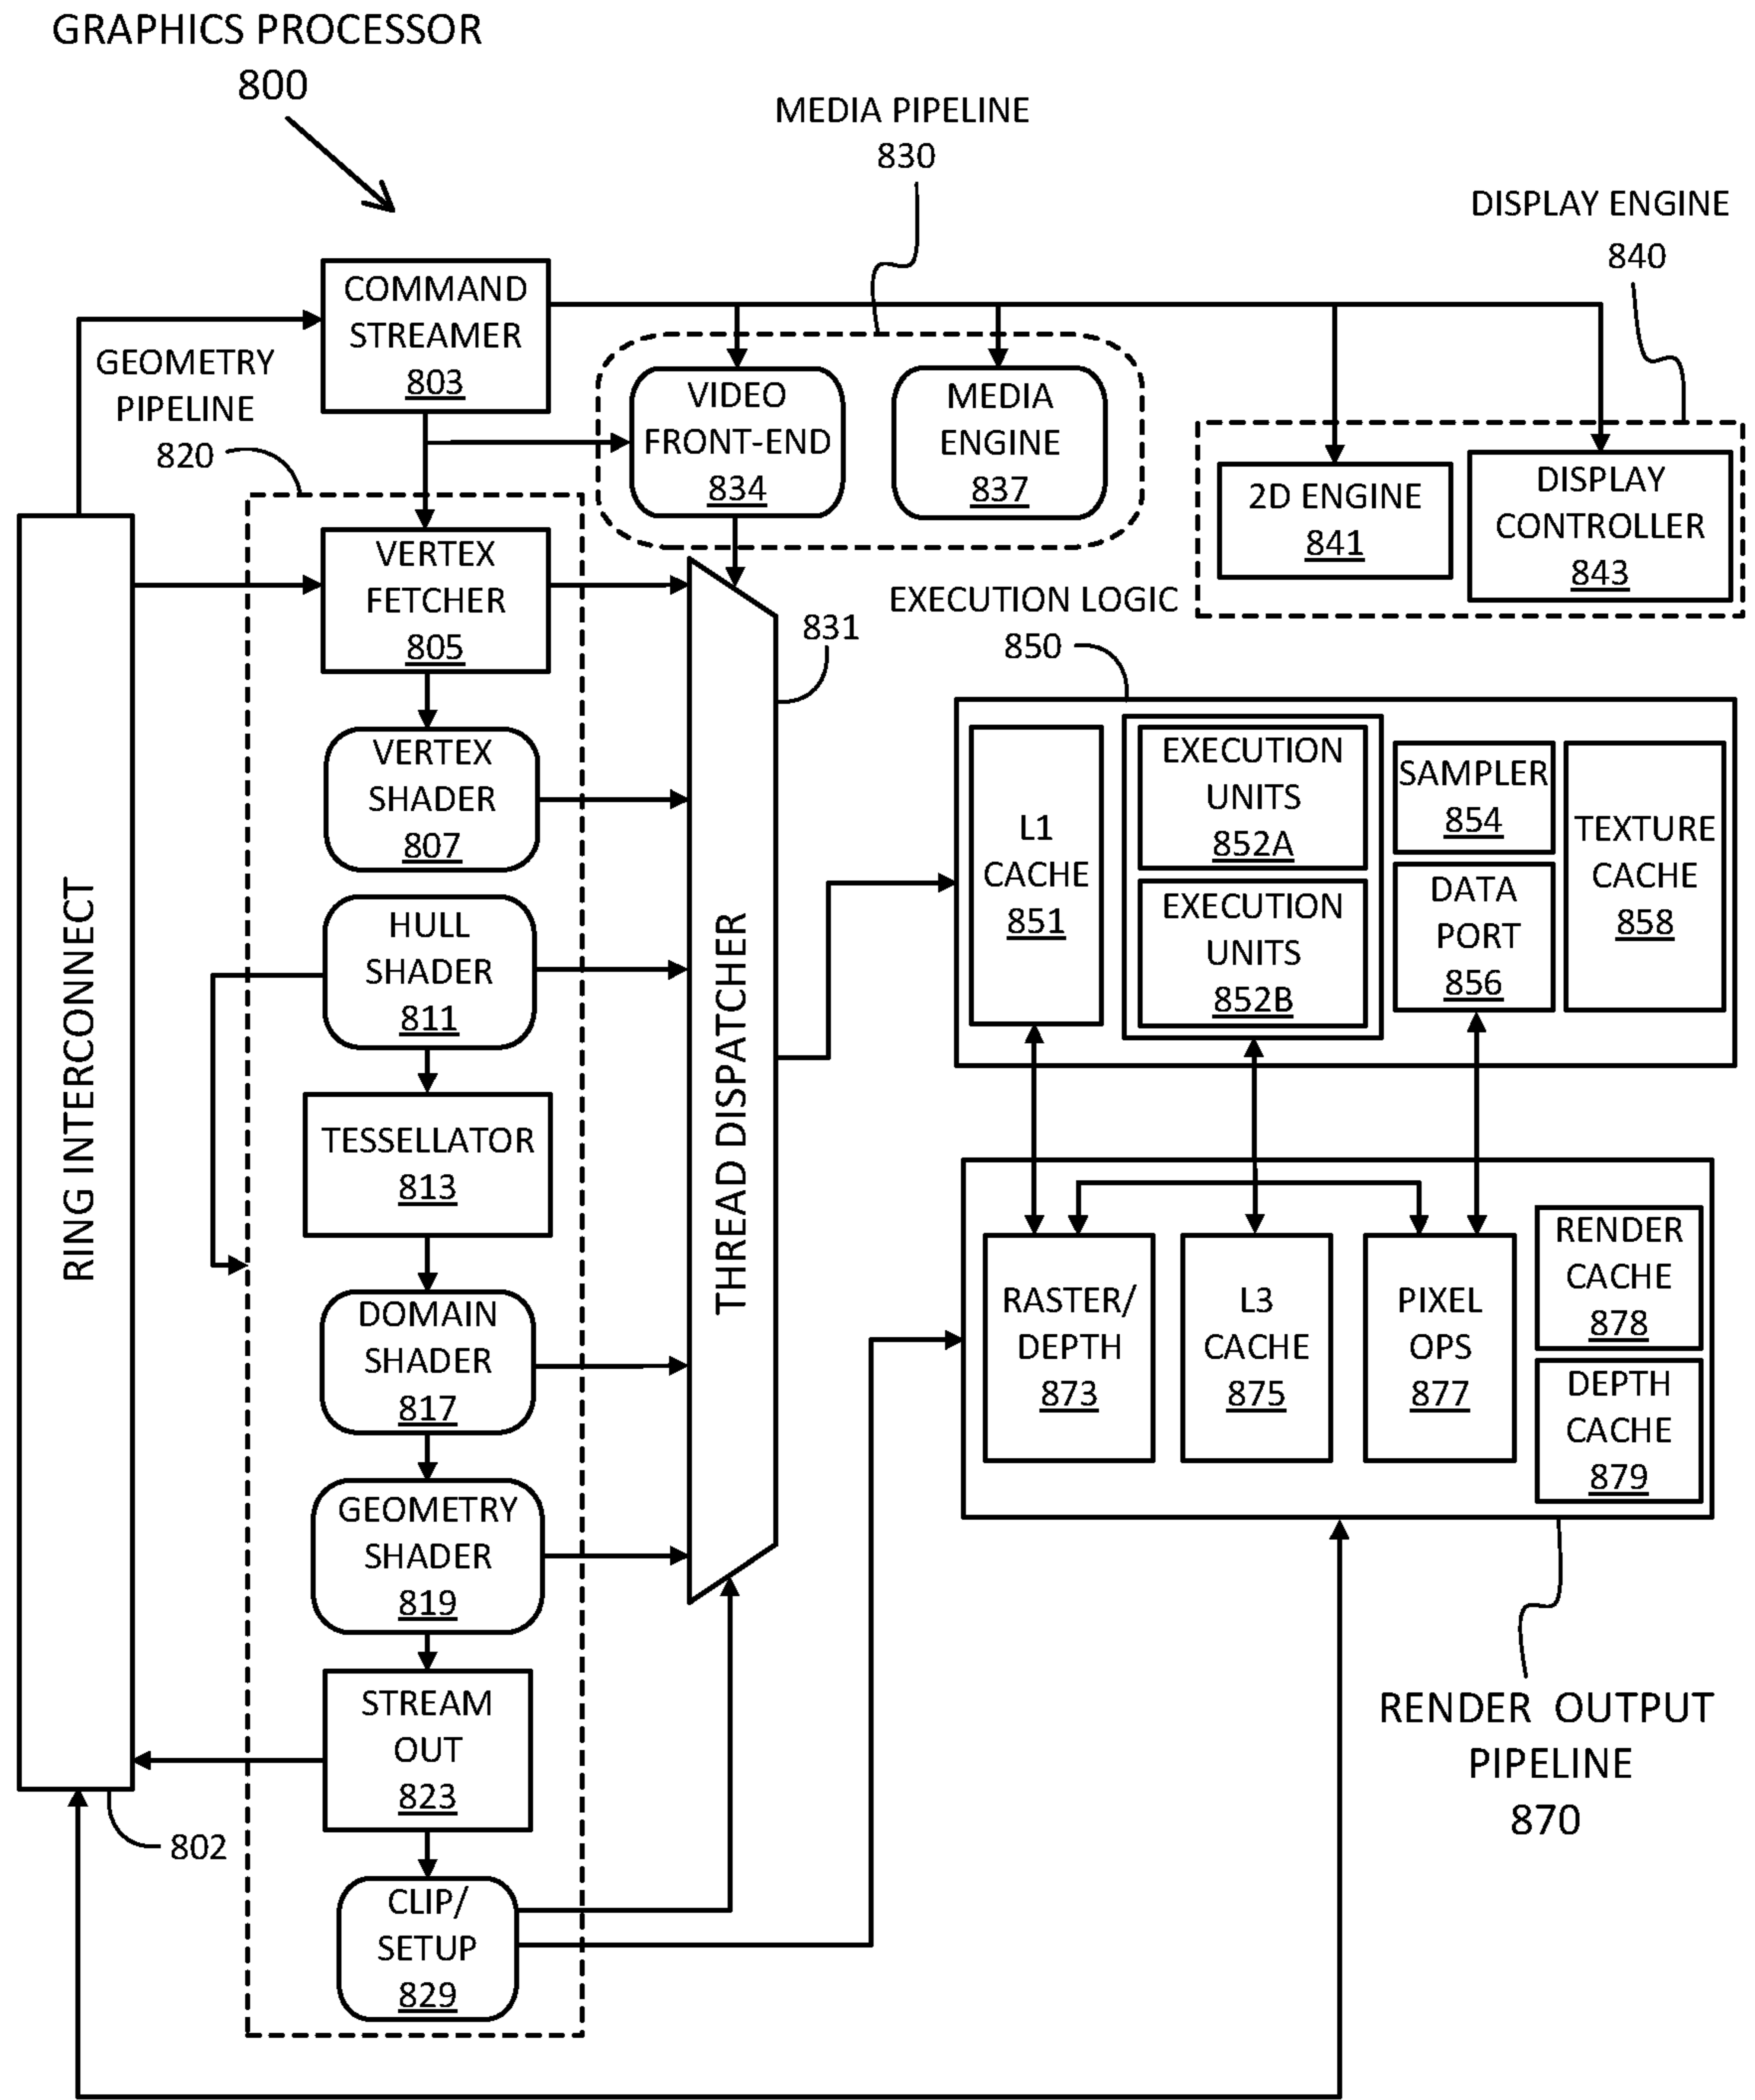 GRAPHICS PROCESSOR
800
MEDIA PIPELINE
830
DISPLAY ENGINE
840
COMMAND
STREAMER
803
GEOMETRY
PIPELINE
820
VIDEO
FRONT-END
834
MEDIA
ENGINE
837
2D ENGINE
841
DISPLAY
CONTROLLER
843
RING INTERCONNECT
802
VERTEX
FETCHER
805
VERTEX
SHADER
807
HULL
SHADER
811
TESSELLATOR
813
DOMAIN
SHADER
817
GEOMETRY
SHADER
819
STREAM
OUT
823
CLIP/
SETUP
829
THREAD DISPATCHER
831
EXECUTION LOGIC
850
L1
CACHE
851
EXECUTION
UNITS
852A
EXECUTION
UNITS
852B
SAMPLER
854
DATA
PORT
856
TEXTURE
CACHE
858
RASTER/
DEPTH
873
L3
CACHE
875
PIXEL
OPS
877
RENDER
CACHE
878
DEPTH
CACHE
879
RENDER OUTPUT
PIPELINE
870